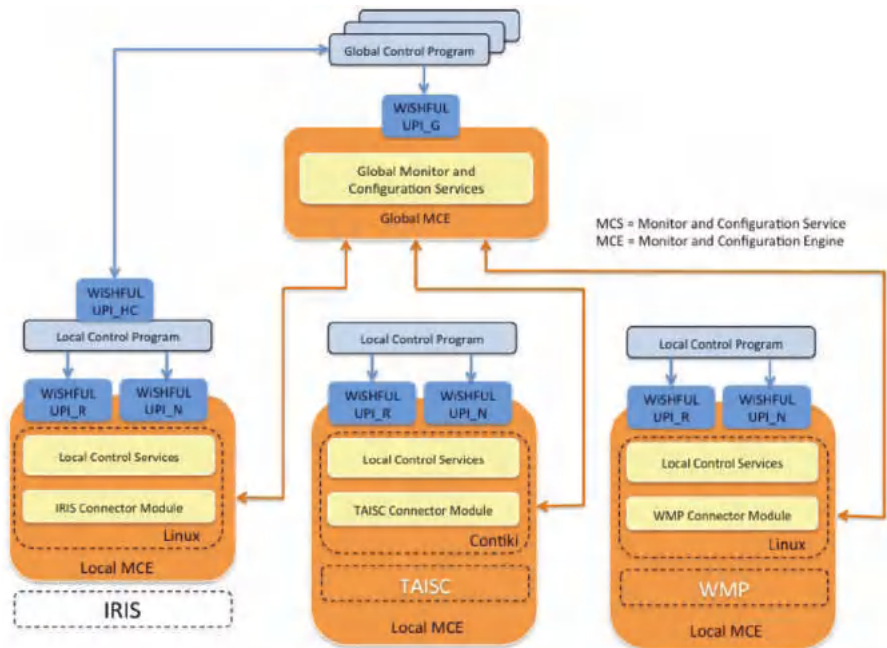 Global Control Program
WiSHFUL
UPI_G
Global Monitor and
Configuration Services
Global MCE
MCS = Monitor and Configuration Service
MCE = Monitor and Configuration Engine
WiSHFUL
UPI_HC
Local Control Program
WiSHFUL
UPI_R
WiSHFUL
UPI_N
Local Control Services
IRIS Connector Module
Linux
Local MCE
IRIS
Local Control Program
WiSHFUL
UPI_R
WiSHFUL
UPI_N
Local Control Services
TAISC Connector Module
Contiki
TAISC
Local MCE
Local Control Program
WiSHFUL
UPI_R
WiSHFUL
UPI_N
Local Control Services
WMP Connector Module
Linux
WMP
Local MCE